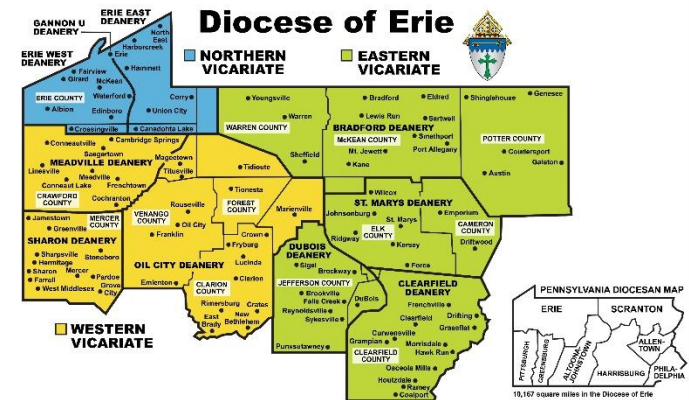 Diocese of Erie
ERIE EAST
DEANERY
GANNON U
DEANERY
ERIE WEST
DEANERY
NORTHERN
VICARIATE
EASTERN
VICARIATE
North
East
Harborcreek
Erie
Fairview
Girard
McKean
Hammett
Waterford
ERIE COUNTY
Albion
Edinboro
Corry
Union City
Crossingville
Canadohta Lake
Youngsville
Warren
WARREN COUNTY
Sheffield
Bradford
Eldred
Lewis Run
Sartwell
BRADFORD DEANERY
McKEAN COUNTY
Smethport
Mt. Jewett
Port Allegany
Kane
Shinglehouse
Genesee
POTTER COUNTY
Coudersport
Galeton
Austin
Conneautville
Cambridge Springs
Saegertown
Mageetown
MEADVILLE DEANERY
Titusville
Linesville
Meadville
Conneaut Lake
Frenchtown
CRAWFORD
COUNTY
Cochranton
Tidioute
Jamestown
MERCER
COUNTY
Greenville
SHARON DEANERY
Stoneboro
Sharpsville
Hermitage
Sharon
Mercer
Pardoe
Farrell
Grove
City
West Middlesex
Rouseville
VENANGO
COUNTY
Oil City
Franklin
Tionesta
FOREST
COUNTY
Marienville
Crown
Fryburg
OIL CITY DEANERY
Lucinda
Emlenton
CLARION
COUNTY
Clarion
Rimersburg
Crates
East
Brady
New
Bethlehem
Wilcox
ST. MARYS DEANERY
Johnsonburg
St. Marys
Emporium
ELK
COUNTY
CAMERON
COUNTY
Ridgway
Kersey
Driftwood
Force
DUBOIS
DEANERY
Sigel
Brockway
JEFFERSON COUNTY
Brookville
Falls Creek
DuBois
Reynoldsville
Sykesville
Punxsutawney
CLEARFIELD
DEANERY
Frenchville
Clearfield
Drifting
Curwensville
Grassflat
Grampian
Morrisdale
CLEARFIELD
COUNTY
Hawk Run
Osceola Mills
Houtzdale
Ramey
Coalport
WESTERN
VICARIATE
PENNSYLVANIA DIOCESAN MAP
ERIE
SCRANTON
PITTSBURGH
GREENSBURG
ALTOONA-
JOHNSTOWN
HARRISBURG
ALLEN-
TOWN
PHILA-
DELPHIA
10,167 square miles in the Diocese of Erie